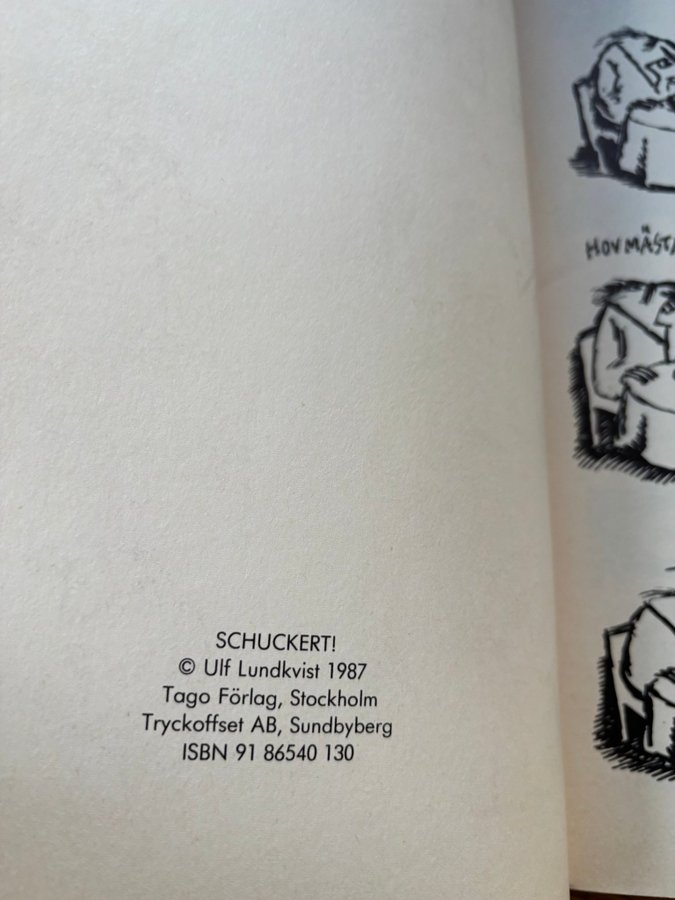 SCHUCKERT!
© Ulf Lundkvist 1987
Tago Förlag, Stockholm
Tryckoffset AB, Sundbyberg
ISBN 91 86540 130